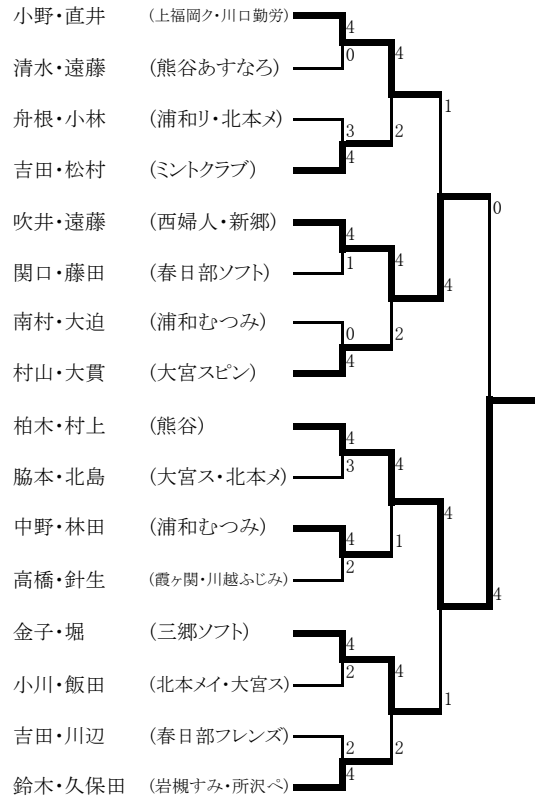 小野・直井 (上福岡ク・川口勤労)
4
4
清水・遠藤 (熊谷あすなろ)
0
1
舟根・小林 (浦和リ・北本メ)
3
2
吉田・松村 (ミントクラブ)
4
0
吹井・遠藤 (西婦人・新郷)
4
4
関口・藤田 (春日部ソフト)
1
4
南村・大迫 (浦和むつみ)
0
2
村山・大貫 (大宮スピン)
4
柏木・村上 (熊谷)
4
4
脇本・北島 (大宮ス・北本メ)
3
4
中野・林田 (浦和むつみ)
4
1
高橋・針生 (霞ヶ関・川越ふじみ)
2
4
金子・堀 (三郷ソフト)
4
4
小川・飯田 (北本メイ・大宮ス)
2
1
吉田・川辺 (春日部フレンズ)
2
2
鈴木・久保田 (岩槻すみ・所沢ペ)
4